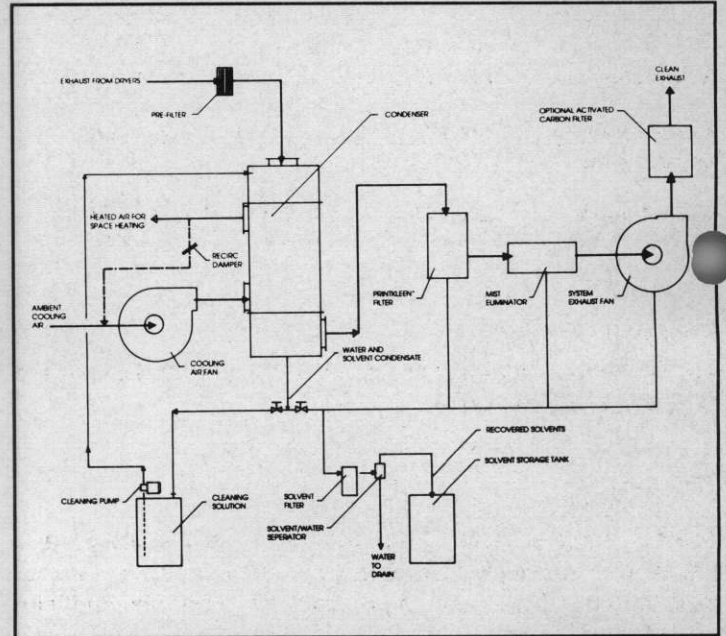 EXHAUST FROM DRYERS
PRE-FILTER
CLEAN
EXHAUST
OPTIONAL ACTIVATED
CARBON FILTER
CONDENSER
HEATED AIR FOR
SPACE HEATING
RECIRC
DAMPER
AMBIENT
COOLING
AIR
COOLING
AIR FAN
PRINTKLEEN"
FILTER
MIST
ELIMINATOR
SYSTEM
EXHAUST FAN
WATER AND
SOLVENT CONDENSATE
RECOVERED SOLVENTS
SOLVENT STORAGE TANK
CLEANING PUMP
CLEANING
SOLUTION
SOLVENT
FILTER
SOLVENT/WATER
SEPERATOR
WATER
TO
DRAIN